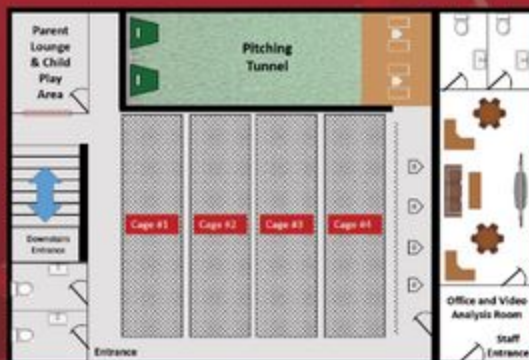 Parent
Lounge
& Child
Play
Area
Pitching
Tunnel
Cage #1
Cage #2
Cage #3
Cage #4
Downstairs
Entrance
Office and Video
Analysis Room
Staff
Entrance
Entrance